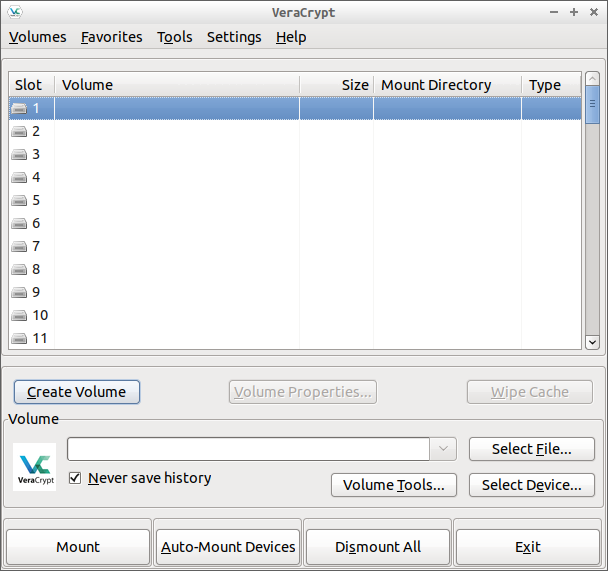 VeraCrypt
Volumes Favorites Tools Settings Help
Slot Volume Size Mount Directory Type
1
2
3
4
5
6
7
8
9
10
11
Create Volume Volume Properties... Wipe Cache
Volume
Select File...
VeraCrypt
Never save history
Volume Tools... Select Device...
Mount Auto-Mount Devices Dismount All Exit